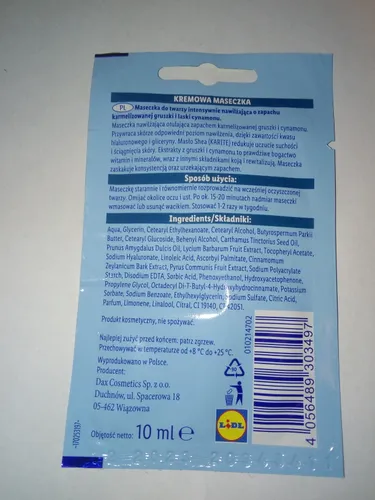 KREMOWA MASECZKA
PL Maseczka do twarzy intensywnie nawilżająca o zapachu
karmelizowanej gruszki i laski cynamonu.
Maseczka nawilżająca otulająca zapachem karmelizowanej gruszki i cynamonu.
Przywraca skórze odpowiedni poziom nawilżenia, dzięki zawartości kwasu
hialuronowego i gliceryny. Masło Shea (KARITE) redukuje uczucie suchości
i ściągnięcia skóry. Ekstrakty z gruszki i cynamonu to prawdziwe bogactwo
witamin i minerałów, wraz z innymi składnikami koją i rewitalizują. Maseczka
zaskakuje konsystencją oraz urzekającym zapachem.
Sposób użycia:
Maseczkę starannie i równomiernie rozprowadzić na wcześniej oczyszczonej
twarzy. Omijać okolice oczu i ust. Po ok. 15-20 minutach nadmiar maseczki
wmasować lub usunąć wacikiem. Stosować 1-2 razy w tygodniu.
Ingredients/Składniki:
Aqua, Glycerin, Cetearyl Ethylhexanoate, Cetearyl Alcohol, Butyrospermum Parkii
Butter, Cetearyl Glucoside, Behenyl Alcohol, Carthamus Tinctorius Seed Oil,
Prunus Amygdalus Dulcis Oil, Lycium Barbarum Fruit Extract, Tocopheryl Acetate,
Sodium Hyaluronate, Linoleic Acid, Ascorbyl Palmitate, Cinnamomum
Zeylanicum Bark Extract, Pyrus Communis Fruit Extract, Sodium Polyacrylate
Starch, Disodium EDTA, Sorbic Acid, Phenoxyethanol, Hydroxyacetophenone,
Propylene Glycol, Octadecyl Di-T-Butyl-4-Hydroxyhydrocinnamate, Potassium
Sorbate, Sodium Benzoate, Ethylhexylglycerin, Sodium Sulfate, Citric Acid,
Parfum, Limonene, Linalool, Citral, CI 19140, CI 42051.
Produkt kosmetyczny, nie spożywać.
Najlepiej zużyć przed końcem: patrz zgrzew.
Przechowywać w temperaturze od +8 °C do +25 °C.
Wyprodukowano w Polsce.
Producent:
Dax Cosmetics Sp. z o.o.
Duchnów, ul. Spacerowa 18
05-462 Wiązowna
Objętość netto: 10 ml e
010214702
4 056489 303497
LIDL